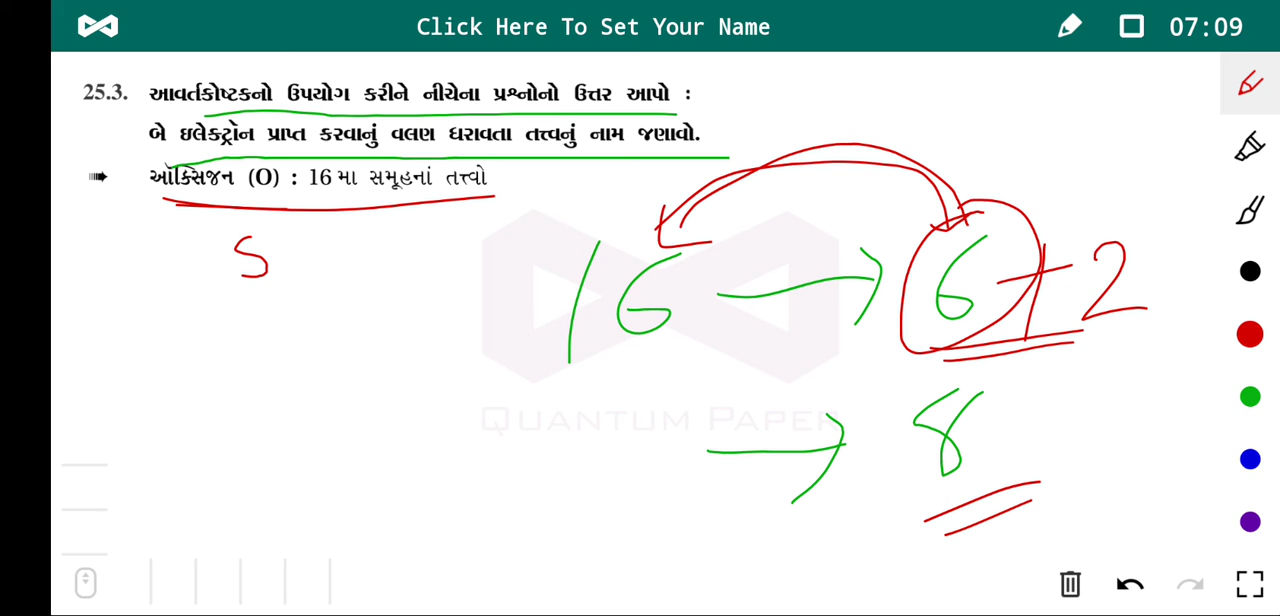 Click Here To Set Your Name
07:09
25.3. આવર્તકોષ્ટકનો ઉપયોગ કરીને નીચેના પ્રશ્નોનો ઉત્તર આપો :
બે ઇલેક્ટ્રૉન પ્રાપ્ત કરવાનું વલણ ધરાવતા તત્ત્વનું નામ જણાવો.
➠ ઑક્સિજન (O) : 16 મા સમૂહનાં તત્ત્વો
S
16 → 6 + 2
→ 8
QUANTUM PAPER